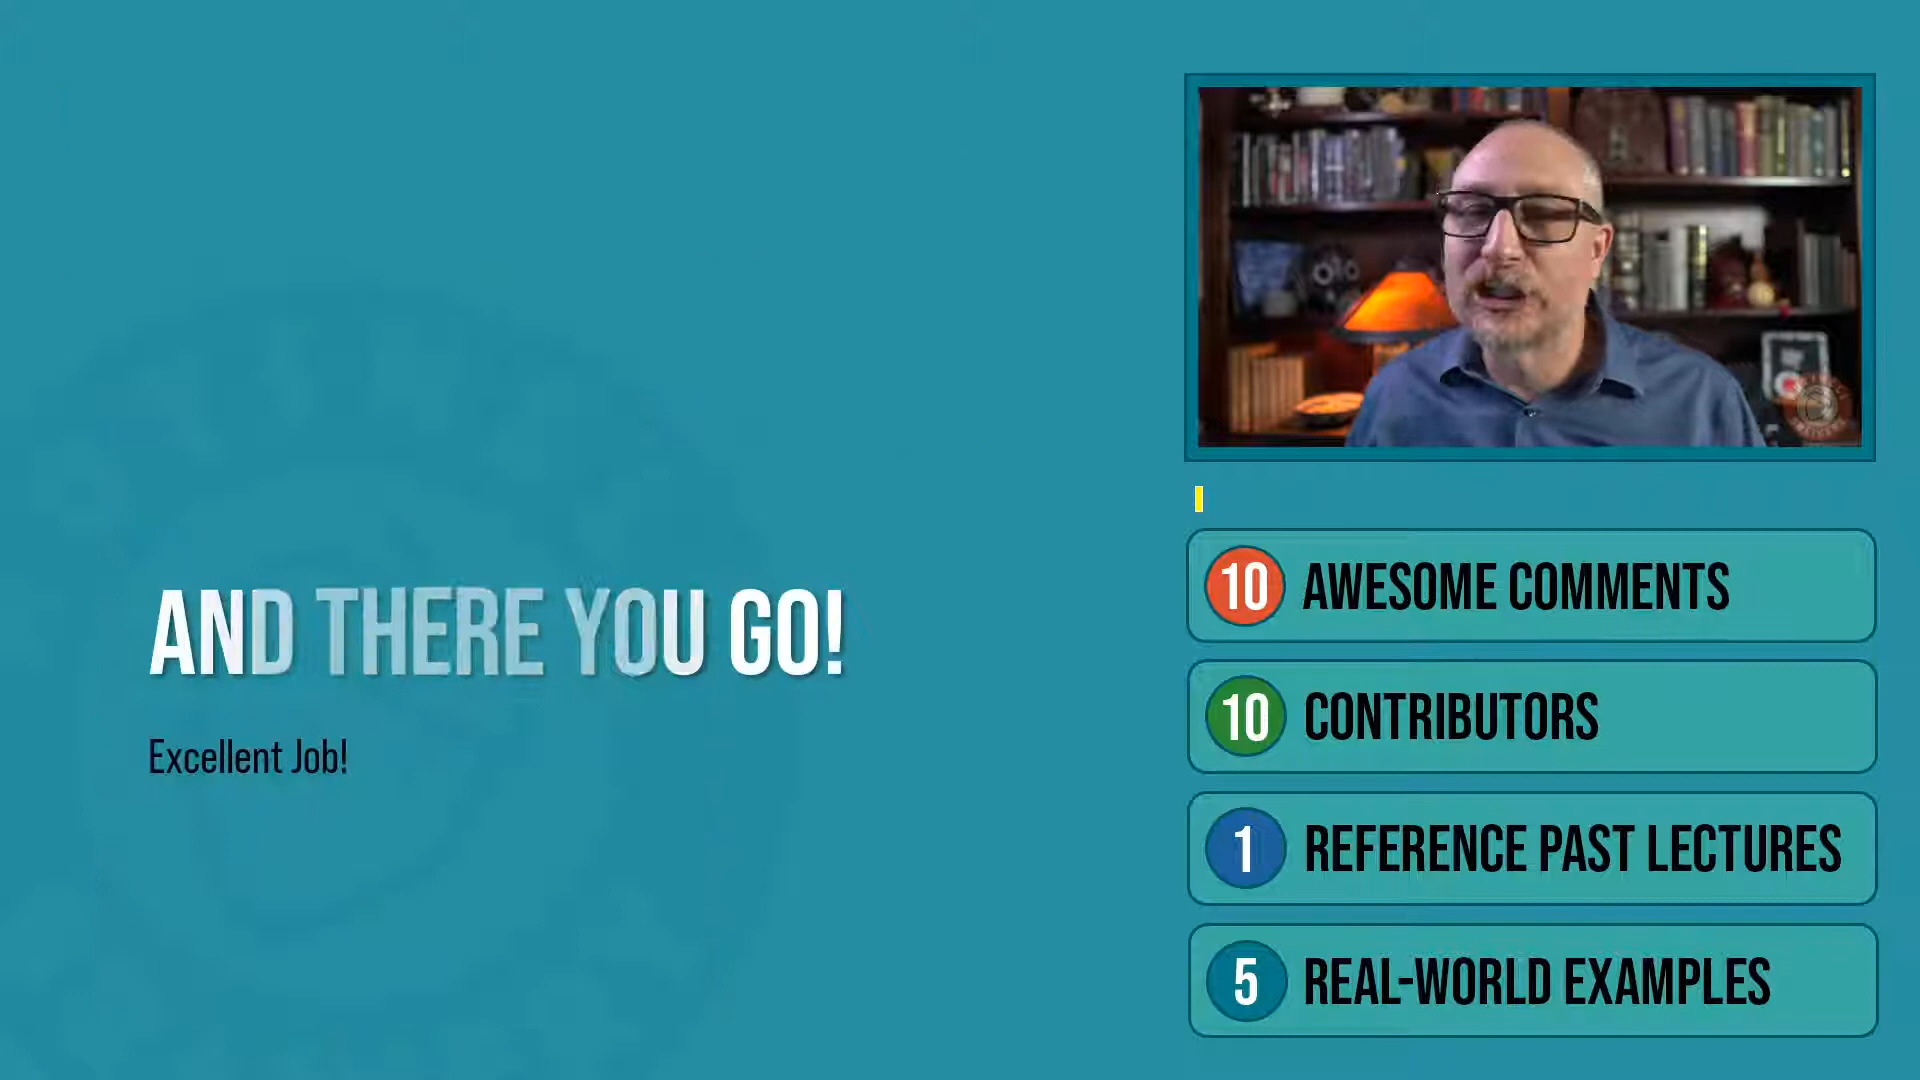 AND THERE YOU GO!
Excellent Job!
10 AWESOME COMMENTS
10 CONTRIBUTORS
1 REFERENCE PAST LECTURES
5 REAL-WORLD EXAMPLES